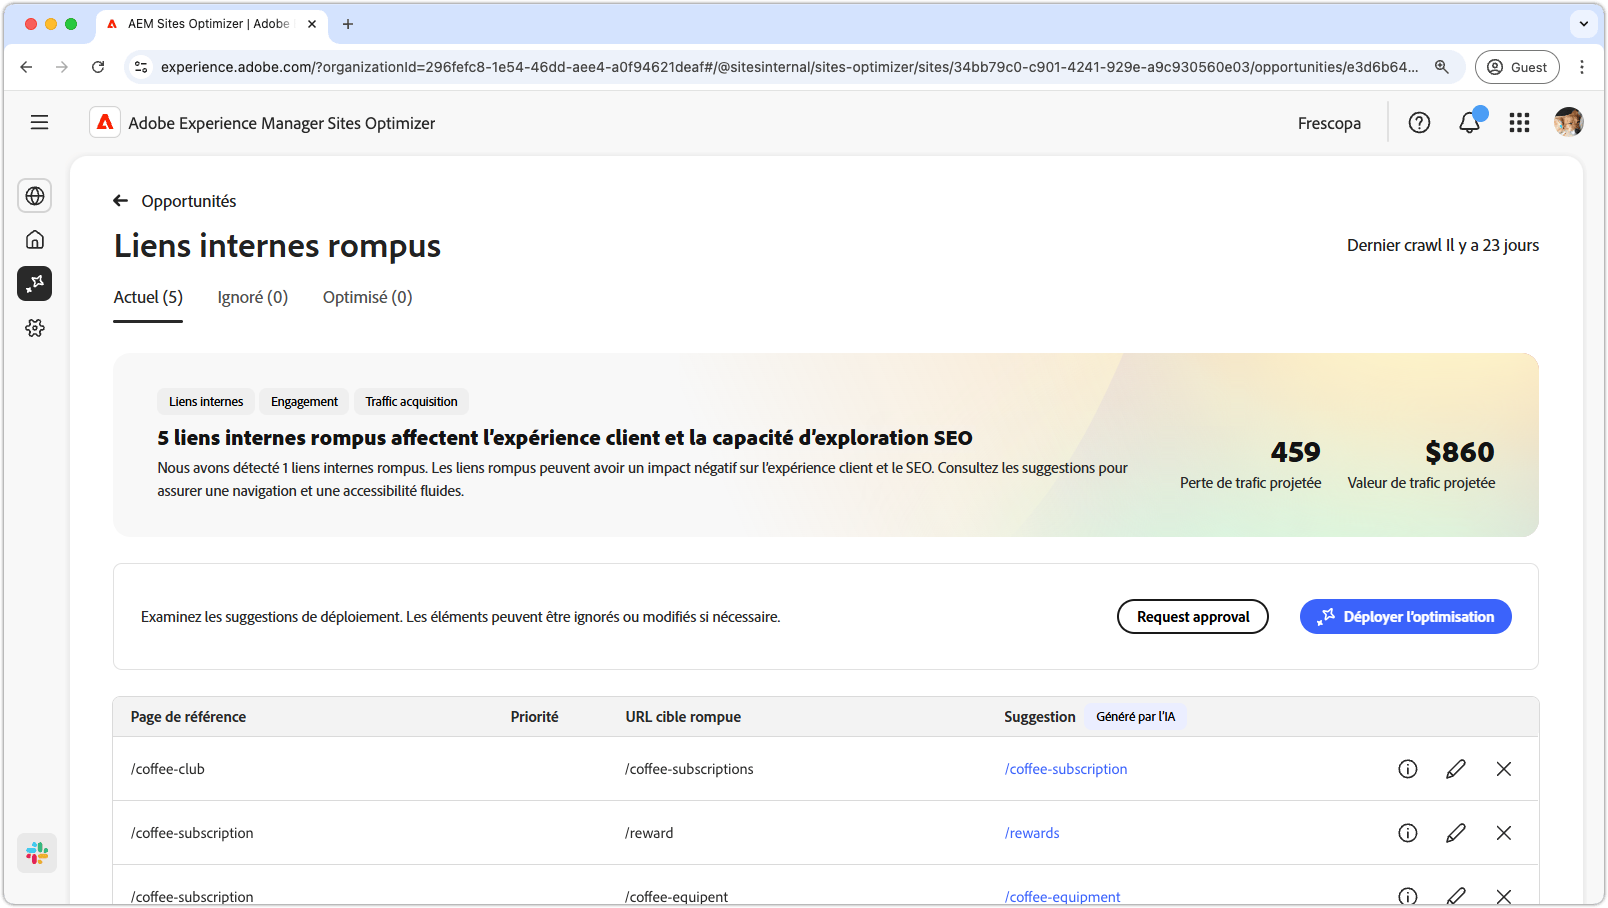 AEM Sites Optimizer | Adobe
experience.adobe.com/?organizationId=296fefc8-1e54-46dd-aee4-a0f94621deaf#/@sitesinternal/sites-optimizer/sites/34bb79c0-c901-4241-929e-a9c930560e03/opportunities/e3d6b64...
Guest
Adobe Experience Manager Sites Optimizer
Frescopa
Opportunités
Liens internes rompus
Dernier crawl Il y a 23 jours
Actuel (5) Ignoré (0) Optimisé (0)
Liens internes Engagement Traffic acquisition
5 liens internes rompus affectent l’expérience client et la capacité d’exploration SEO
Nous avons détecté 1 liens internes rompus. Les liens rompus peuvent avoir un impact négatif sur l’expérience client et le SEO. Consultez les suggestions pour
assurer une navigation et une accessibilité fluides.
459 $860
Perte de trafic projetée Valeur de trafic projetée
Examinez les suggestions de déploiement. Les éléments peuvent être ignorés ou modifiés si nécessaire.
Request approval Déployer l’optimisation
Page de référence Priorité URL cible rompue Suggestion Généré par l’IA
/coffee-club /coffee-subscriptions /coffee-subscription
/coffee-subscription /reward /rewards
/coffee-subscription /coffee-equipent /coffee-equipment